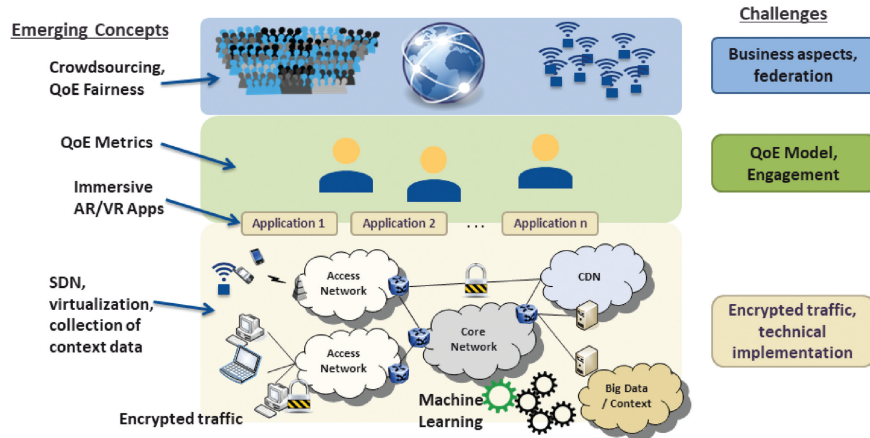 Emerging Concepts
Challenges
Crowdsourcing,
QoE Fairness
Business aspects,
federation
QoE Metrics
QoE Model,
Engagement
Immersive
AR/VR Apps
Application 1
Application 2
...
Application n
SDN,
virtualization,
collection of
context data
Access
Network
CDN
Core
Network
Access
Network
Encrypted traffic,
technical
implementation
Encrypted traffic
Machine
Learning
Big Data
/ Context